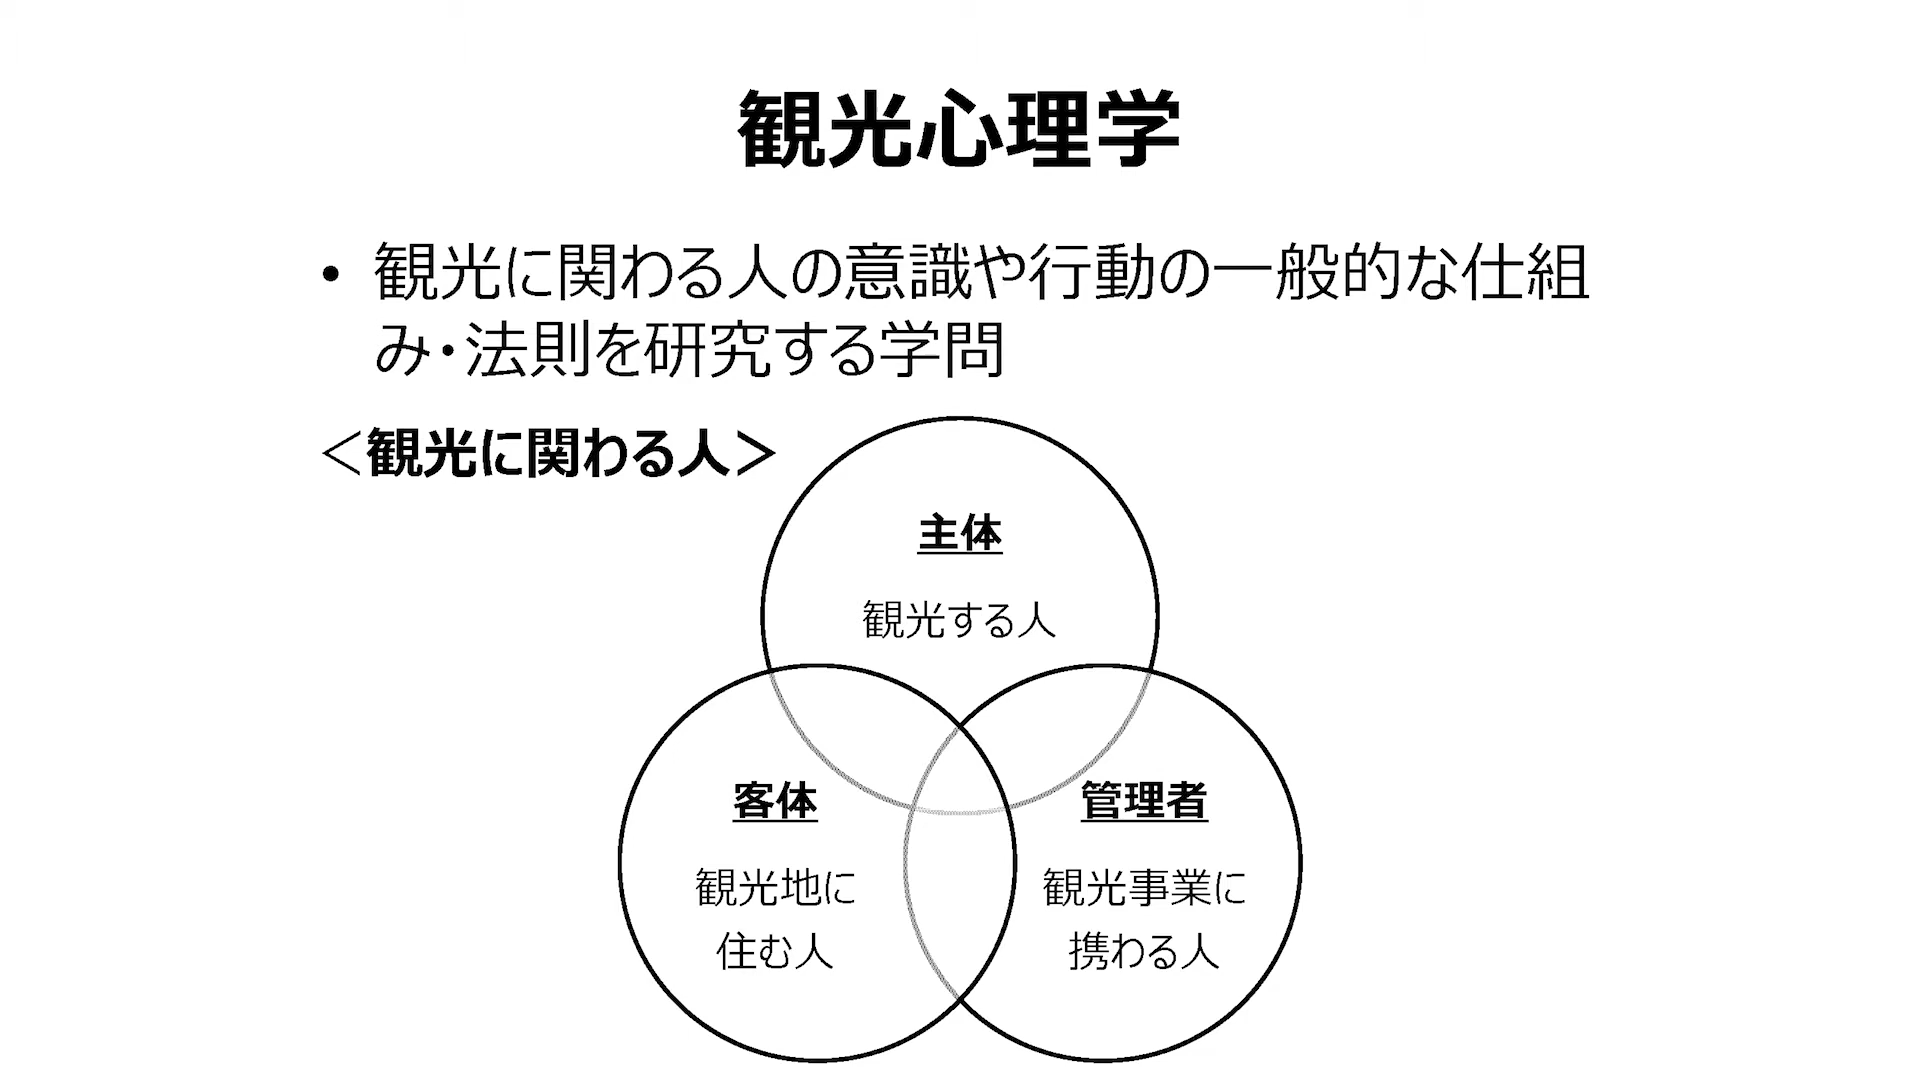 観光心理学
• 観光に関わる人の意識や行動の一般的な仕組
み・法則を研究する学問
＜観光に関わる人＞
主体
観光する人
客体
観光地に
住む人
管理者
観光事業に
携わる人